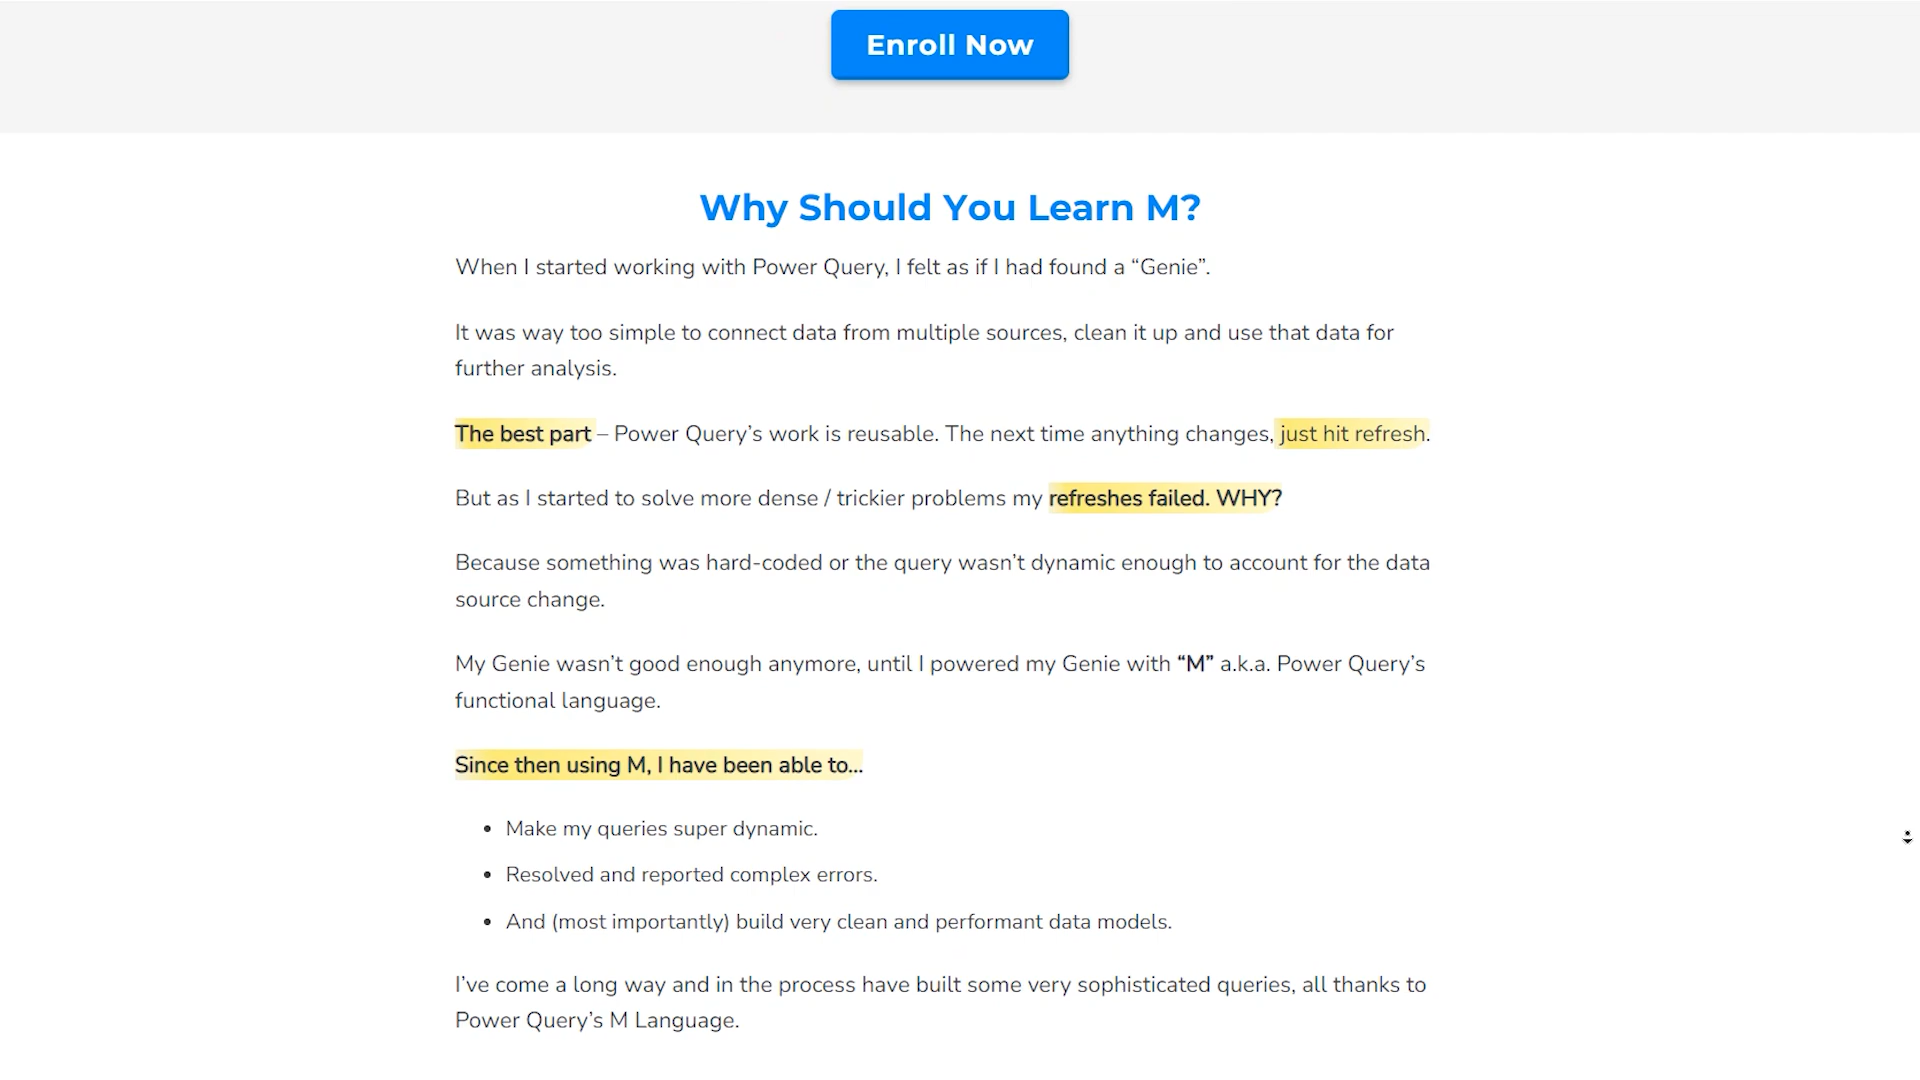 Enroll Now
Why Should You Learn M?
When I started working with Power Query, I felt as if I had found a “Genie”.
It was way too simple to connect data from multiple sources, clean it up and use that data for
further analysis.
The best part – Power Query’s work is reusable. The next time anything changes, just hit refresh.
But as I started to solve more dense / trickier problems my refreshes failed. WHY?
Because something was hard-coded or the query wasn’t dynamic enough to account for the data
source change.
My Genie wasn’t good enough anymore, until I powered my Genie with “M” a.k.a. Power Query’s
functional language.
Since then using M, I have been able to…
• Make my queries super dynamic.
• Resolved and reported complex errors.
• And (most importantly) build very clean and performant data models.
I’ve come a long way and in the process have built some very sophisticated queries, all thanks to
Power Query’s M Language.